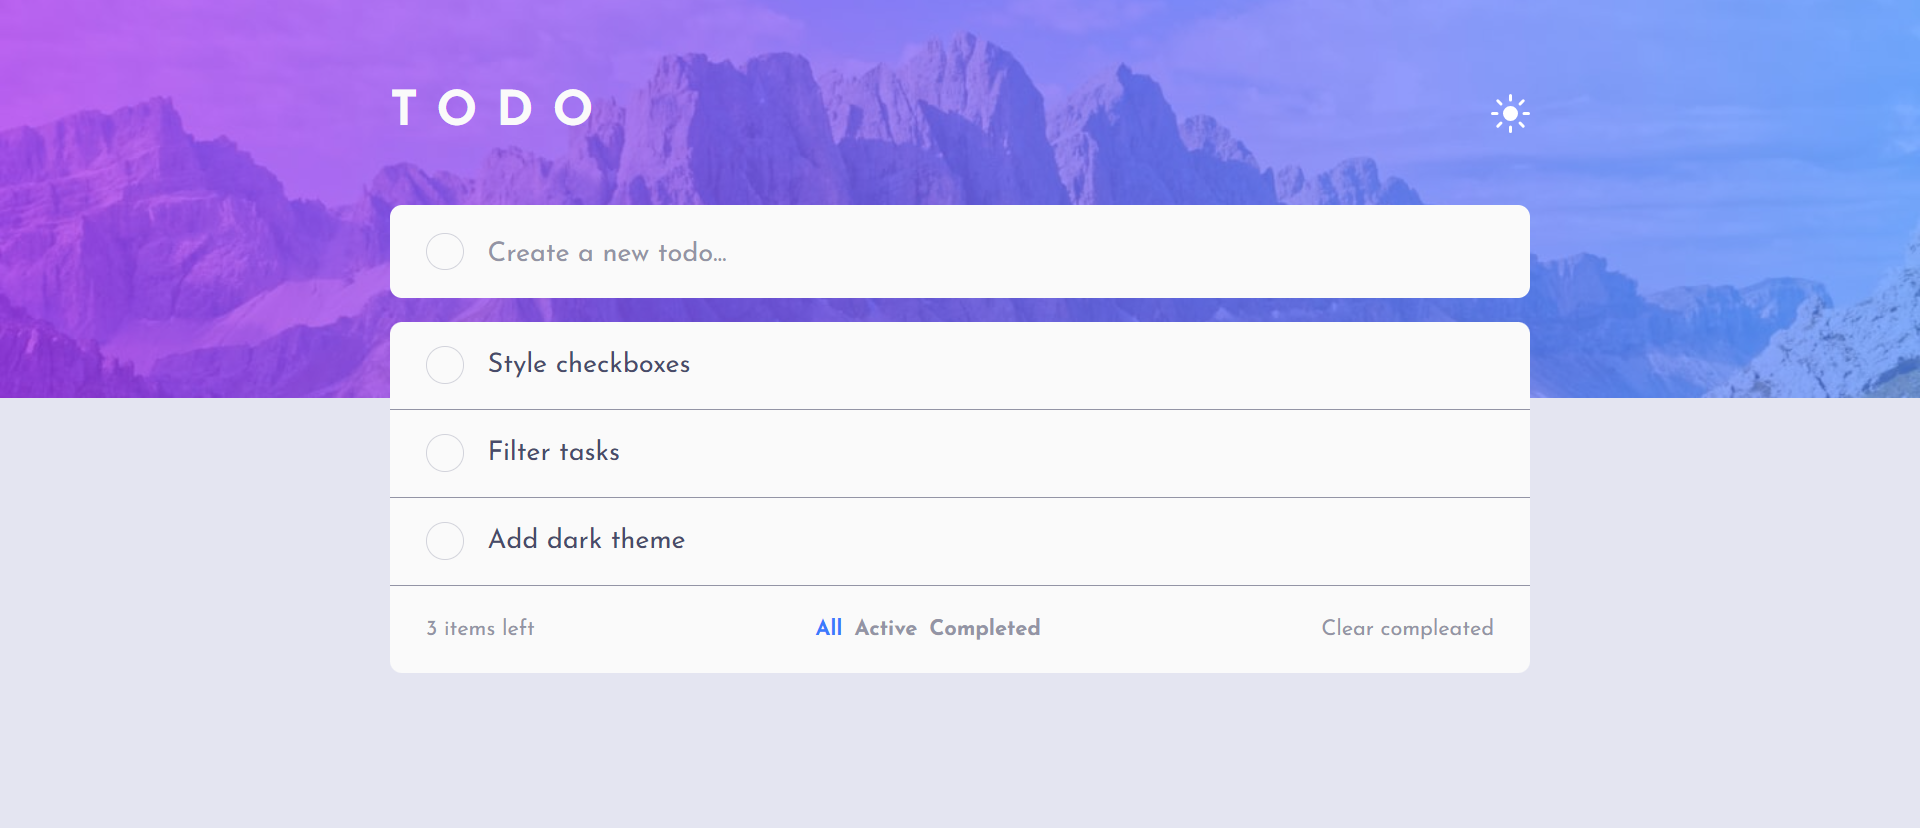 TODO
Create a new todo...
Style checkboxes
Filter tasks
Add dark theme
3 items left All Active Completed Clear compleated